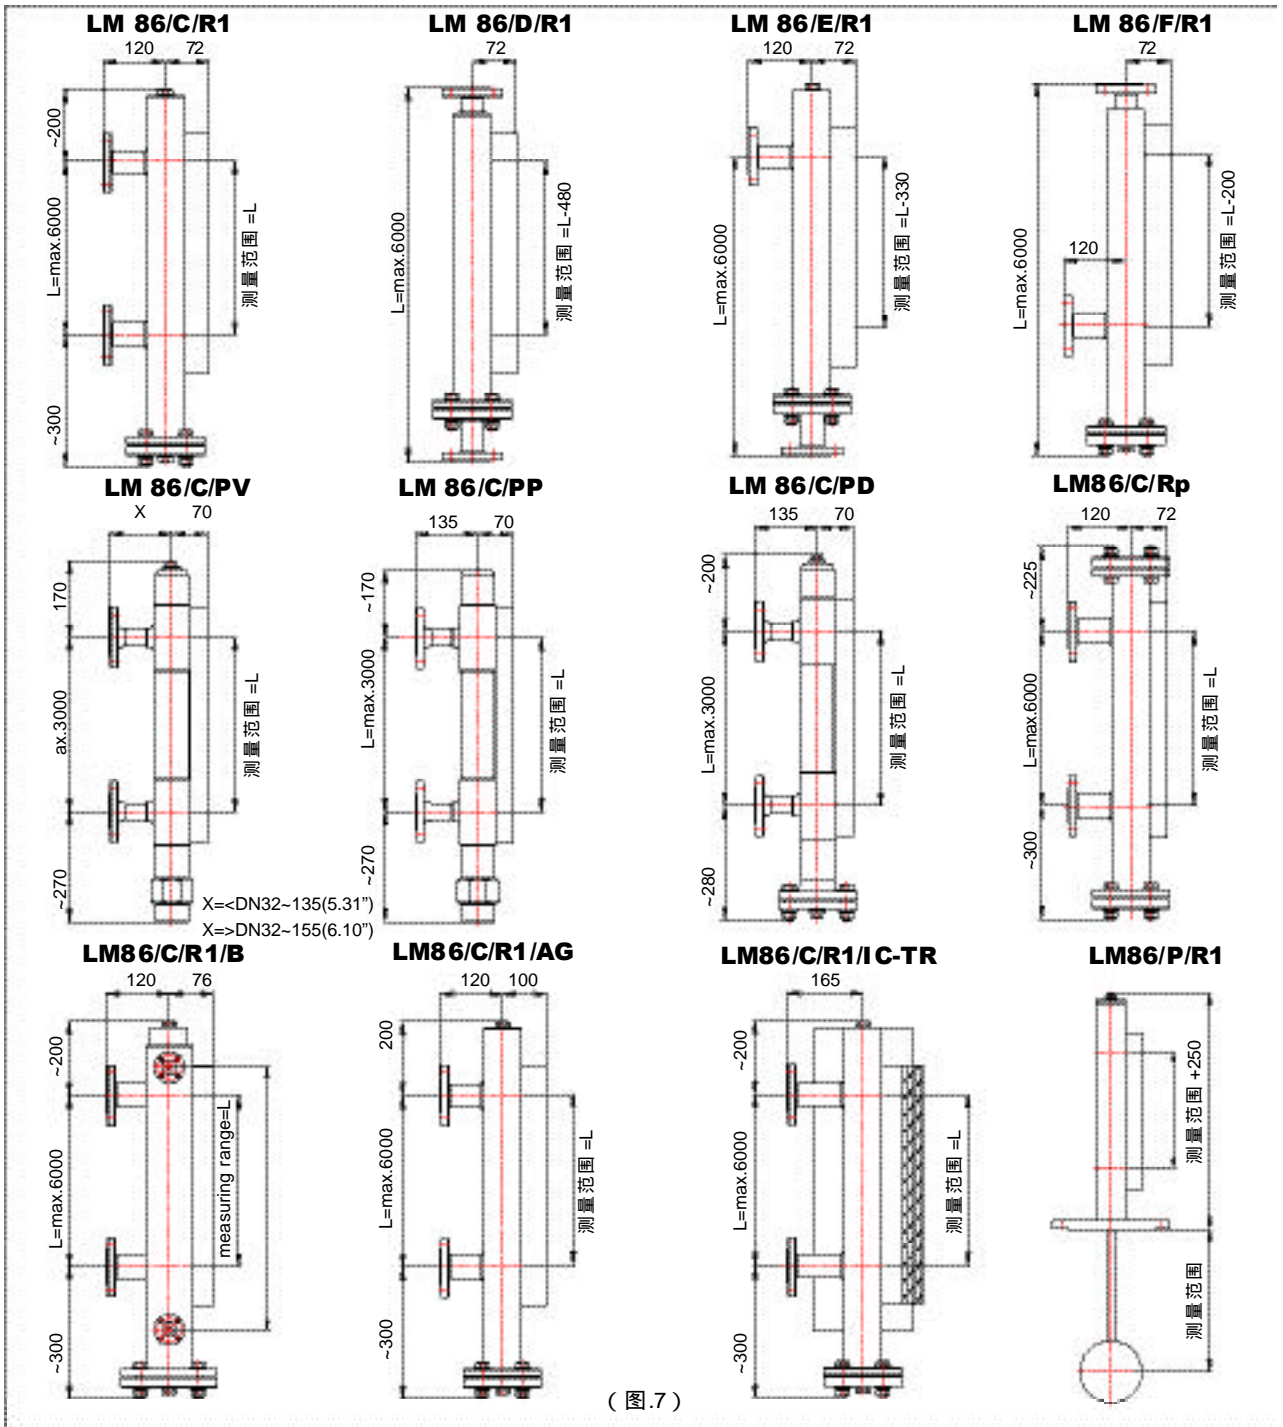 LM 86/C/R1
120
72
~200
L=max.6000
~300
测量范围 =L
LM 86/D/R1
72
L=max.6000
测量范围 =L-480
LM 86/E/R1
120
72
L=max.6000
测量范围 =L-330
LM 86/F/R1
72
120
L=max.6000
测量范围 =L-200
LM 86/C/PV
X
70
170
ax.3000
~270
测量范围 =L
X=<DN32~135(5.31”)
X=>DN32~155(6.10”)
LM 86/C/PP
135
70
~170
L=max.3000
~270
测量范围 =L
LM 86/C/PD
135
70
~200
L=max.3000
~280
测量范围 =L
LM86/C/Rp
120
72
~225
L=max.6000
~300
测量范围 =L
LM86/C/R1/B
120
76
~200
L=max.6000
~300
measuring range=L
LM86/C/R1/AG
120
100
200
L=max.6000
~300
测量范围 =L
LM86/C/R1/IC-TR
165
~200
L=max.6000
~300
测量范围 =L
LM86/P/R1
测量范围 +250
测量范围
(图.7)